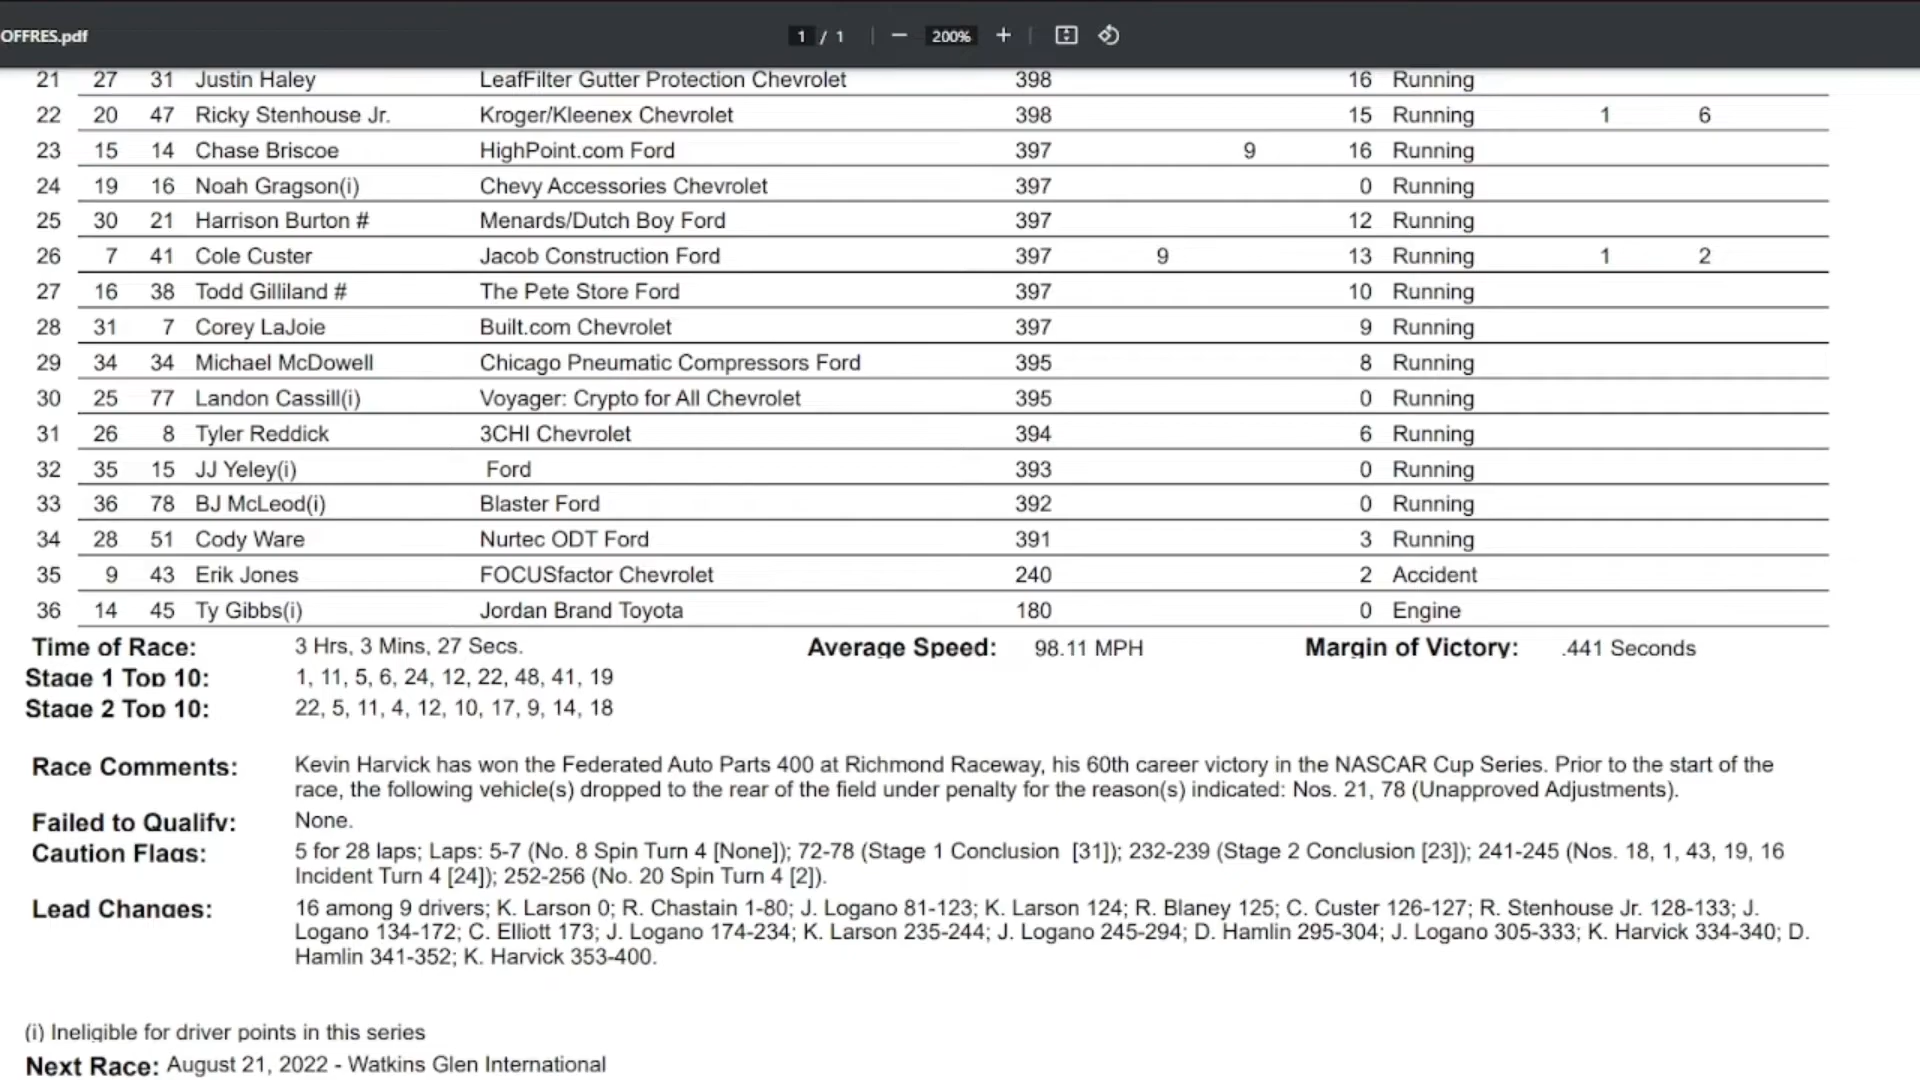 OFFRES.pdf 1 / 1 — 200% +
21 27 31 Justin Haley LeafFilter Gutter Protection Chevrolet 398 16 Running
22 20 47 Ricky Stenhouse Jr. Kroger/Kleenex Chevrolet 398 15 Running 1 6
23 15 14 Chase Briscoe HighPoint.com Ford 397 9 16 Running
24 19 16 Noah Gragson(i) Chevy Accessories Chevrolet 397 0 Running
25 30 21 Harrison Burton # Menards/Dutch Boy Ford 397 12 Running
26 7 41 Cole Custer Jacob Construction Ford 397 9 13 Running 1 2
27 16 38 Todd Gilliland # The Pete Store Ford 397 10 Running
28 31 7 Corey LaJoie Built.com Chevrolet 397 9 Running
29 34 34 Michael McDowell Chicago Pneumatic Compressors Ford 395 8 Running
30 25 77 Landon Cassill(i) Voyager: Crypto for All Chevrolet 395 0 Running
31 26 8 Tyler Reddick 3CHI Chevrolet 394 6 Running
32 35 15 JJ Yeley(i) Ford 393 0 Running
33 36 78 BJ McLeod(i) Blaster Ford 392 0 Running
34 28 51 Cody Ware Nurtec ODT Ford 391 3 Running
35 9 43 Erik Jones FOCUSfactor Chevrolet 240 2 Accident
36 14 45 Ty Gibbs(i) Jordan Brand Toyota 180 0 Engine
Time of Race: 3 Hrs, 3 Mins, 27 Secs. Average Speed: 98.11 MPH Margin of Victory: .441 Seconds
Stage 1 Top 10: 1, 11, 5, 6, 24, 12, 22, 48, 41, 19
Stage 2 Top 10: 22, 5, 11, 4, 12, 10, 17, 9, 14, 18
Race Comments: Kevin Harvick has won the Federated Auto Parts 400 at Richmond Raceway, his 60th career victory in the NASCAR Cup Series. Prior to the start of the
race, the following vehicle(s) dropped to the rear of the field under penalty for the reason(s) indicated: Nos. 21, 78 (Unapproved Adjustments).
Failed to Qualify: None.
Caution Flags: 5 for 28 laps; Laps: 5-7 (No. 8 Spin Turn 4 [None]); 72-78 (Stage 1 Conclusion [31]); 232-239 (Stage 2 Conclusion [23]); 241-245 (Nos. 18, 1, 43, 19, 16
Incident Turn 4 [24]); 252-256 (No. 20 Spin Turn 4 [2]).
Lead Changes: 16 among 9 drivers; K. Larson 0; R. Chastain 1-80; J. Logano 81-123; K. Larson 124; R. Blaney 125; C. Custer 126-127; R. Stenhouse Jr. 128-133; J.
Logano 134-172; C. Elliott 173; J. Logano 174-234; K. Larson 235-244; J. Logano 245-294; D. Hamlin 295-304; J. Logano 305-333; K. Harvick 334-340; D.
Hamlin 341-352; K. Harvick 353-400.
(i) Ineligible for driver points in this series
Next Race: August 21, 2022 - Watkins Glen International